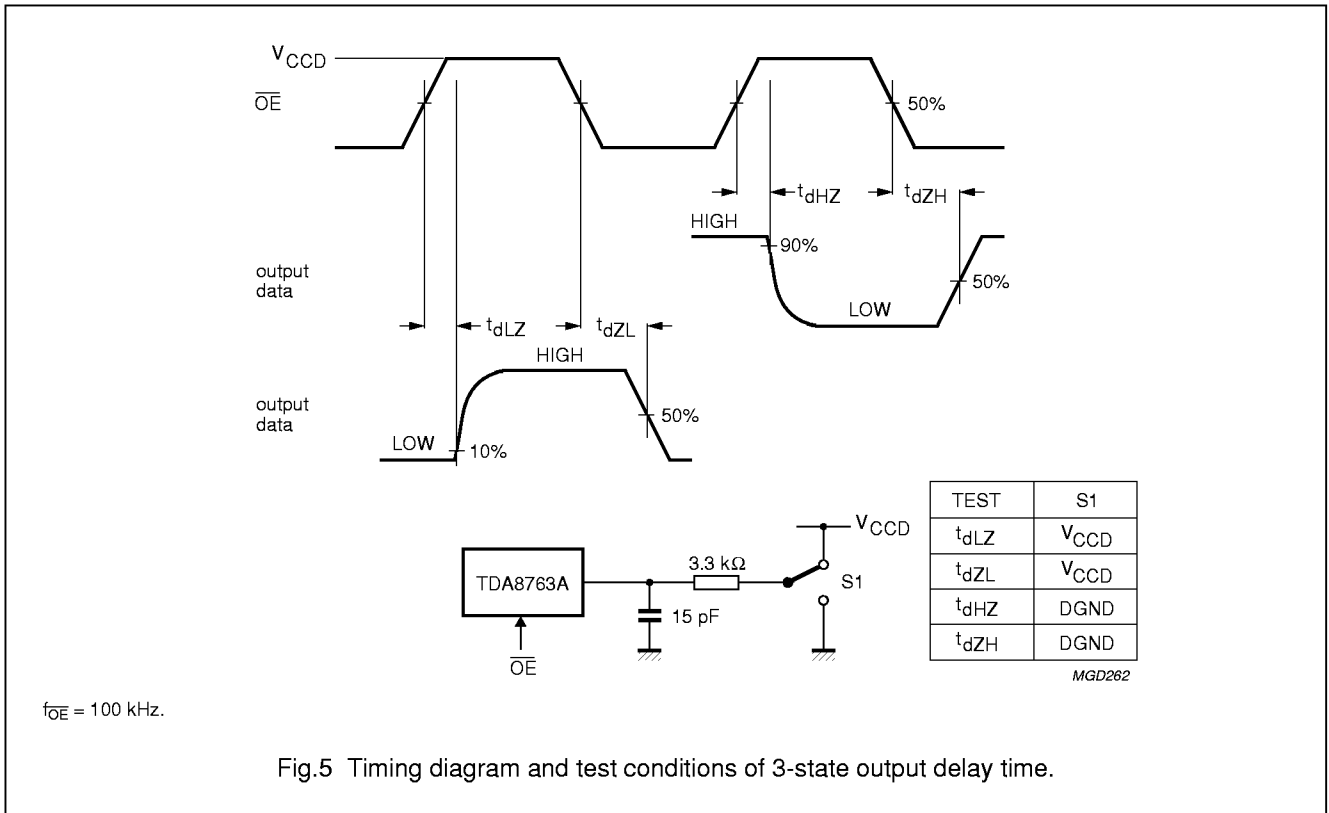 VCCD
OE
50%
tdHZ
tdZH
HIGH
90%
output
data
50%
LOW
tdLZ
tdZL
HIGH
output
data
50%
LOW
10%
TEST S1
tdLZ VCCD
tdZL VCCD
tdHZ DGND
tdZH DGND
VCCD
3.3 kΩ
TDA8763A
S1
15 pF
OE
MGD262
fOE = 100 kHz.
Fig.5 Timing diagram and test conditions of 3-state output delay time.